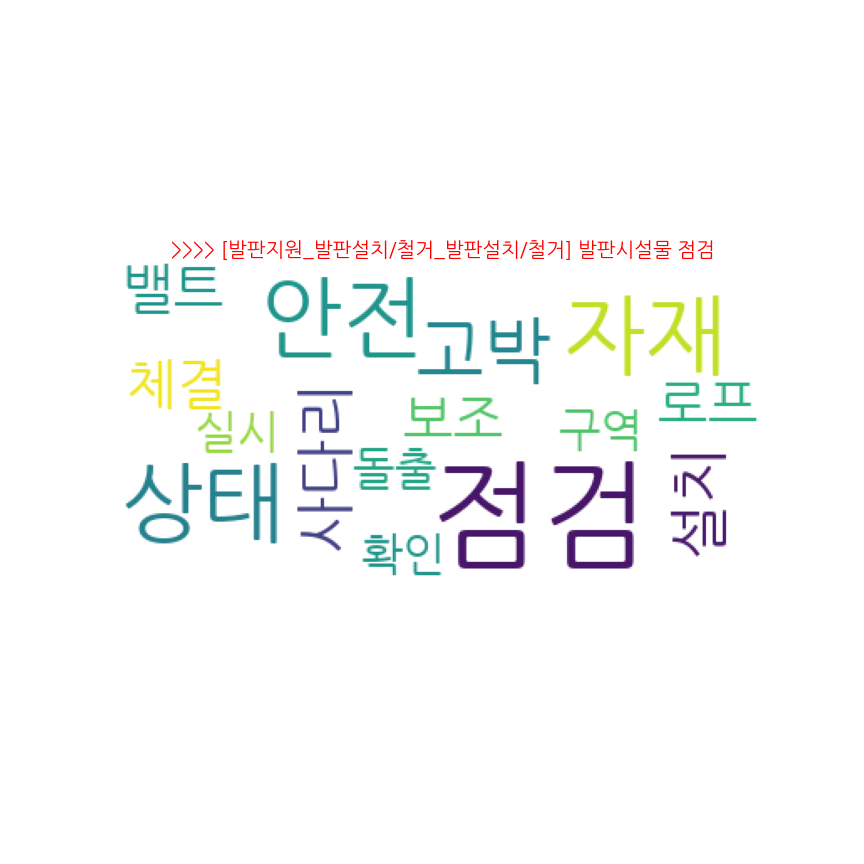 >>>> [발판지원_발판설치/철거_발판설치/철거] 발판시설물 점검
밸트
안전
고박
자재
체결
실시
사다리
보조
구역
로프
돌출
상태
점검
설치
확인